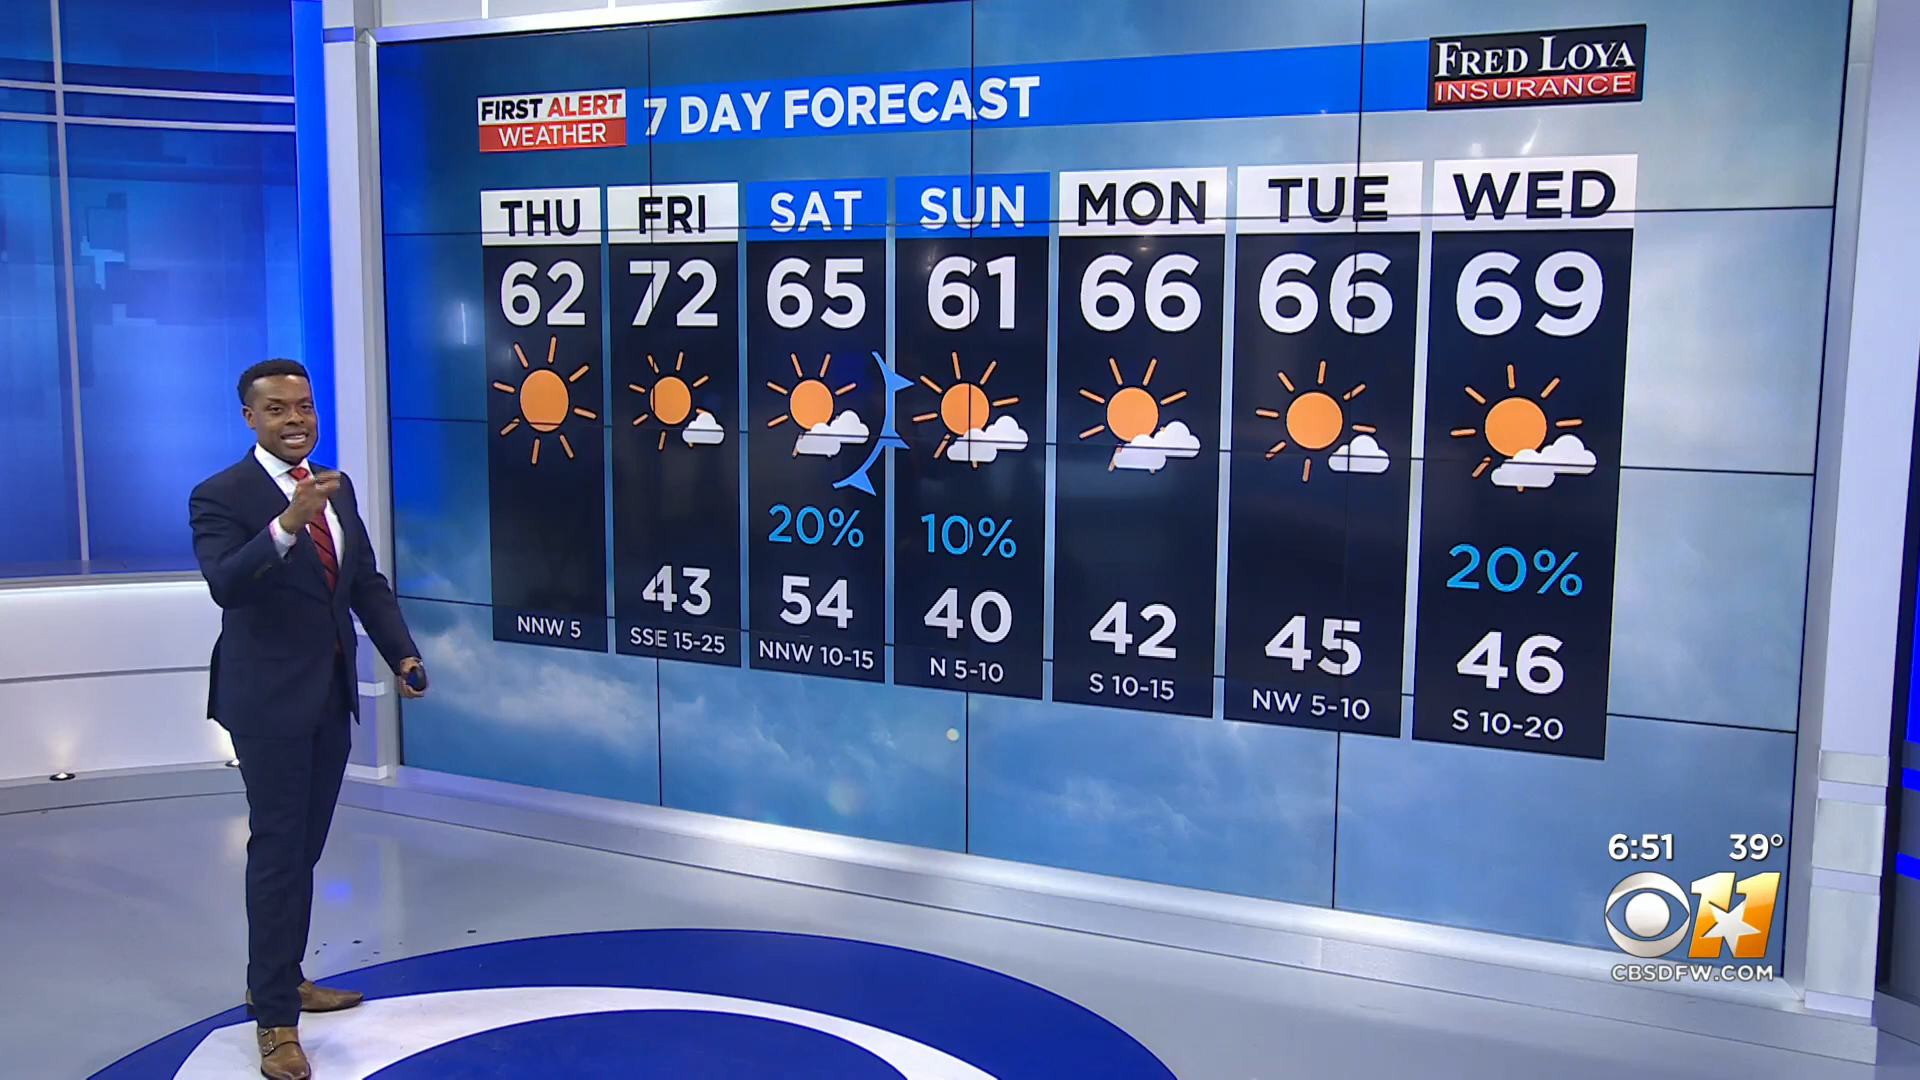 FIRST ALERT
WEATHER
7 DAY FORECAST
FRED LOYA
INSURANCE
THU FRI SAT SUN MON TUE WED
62 72 65 61 66 66 69
20% 10% 20%
43 54 40 42 45 46
NNW 5 SSE 15-25 NNW 10-15 N 5-10 S 10-15 NW 5-10 S 10-20
6:51 39°
11
CBSDFW.COM